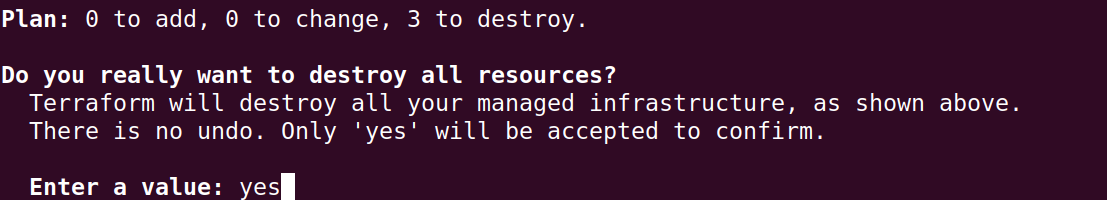 Plan: 0 to add, 0 to change, 3 to destroy.
Do you really want to destroy all resources?
Terraform will destroy all your managed infrastructure, as shown above.
There is no undo. Only 'yes' will be accepted to confirm.
Enter a value: yes